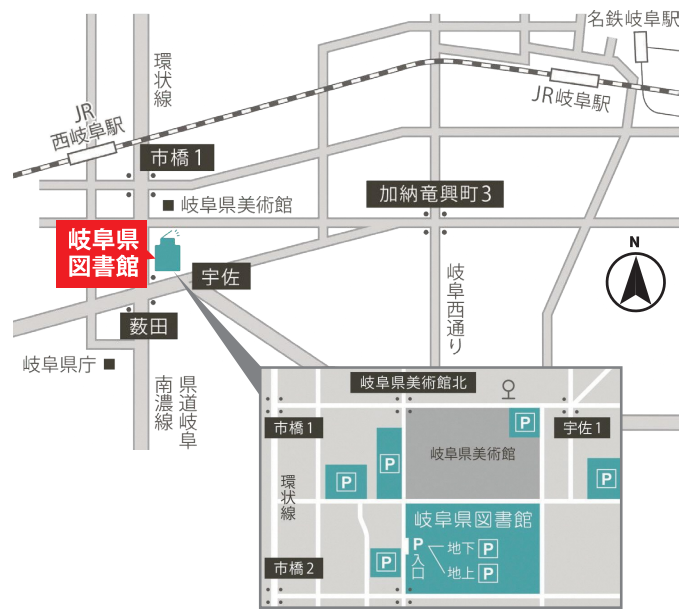 名鉄岐阜駅
環状線
JR
西岐阜駅
JR岐阜駅
市橋1
岐阜県美術館
加納竜興町3
岐阜県
図書館
宇佐
N
岐阜西通り
薮田
岐阜県庁
県道岐阜
南濃線
岐阜県美術館北
市橋1
P
宇佐1
P
岐阜県美術館
P
P
環状線
岐阜県図書館
P
入口
地下 P
地上 P
P
市橋2